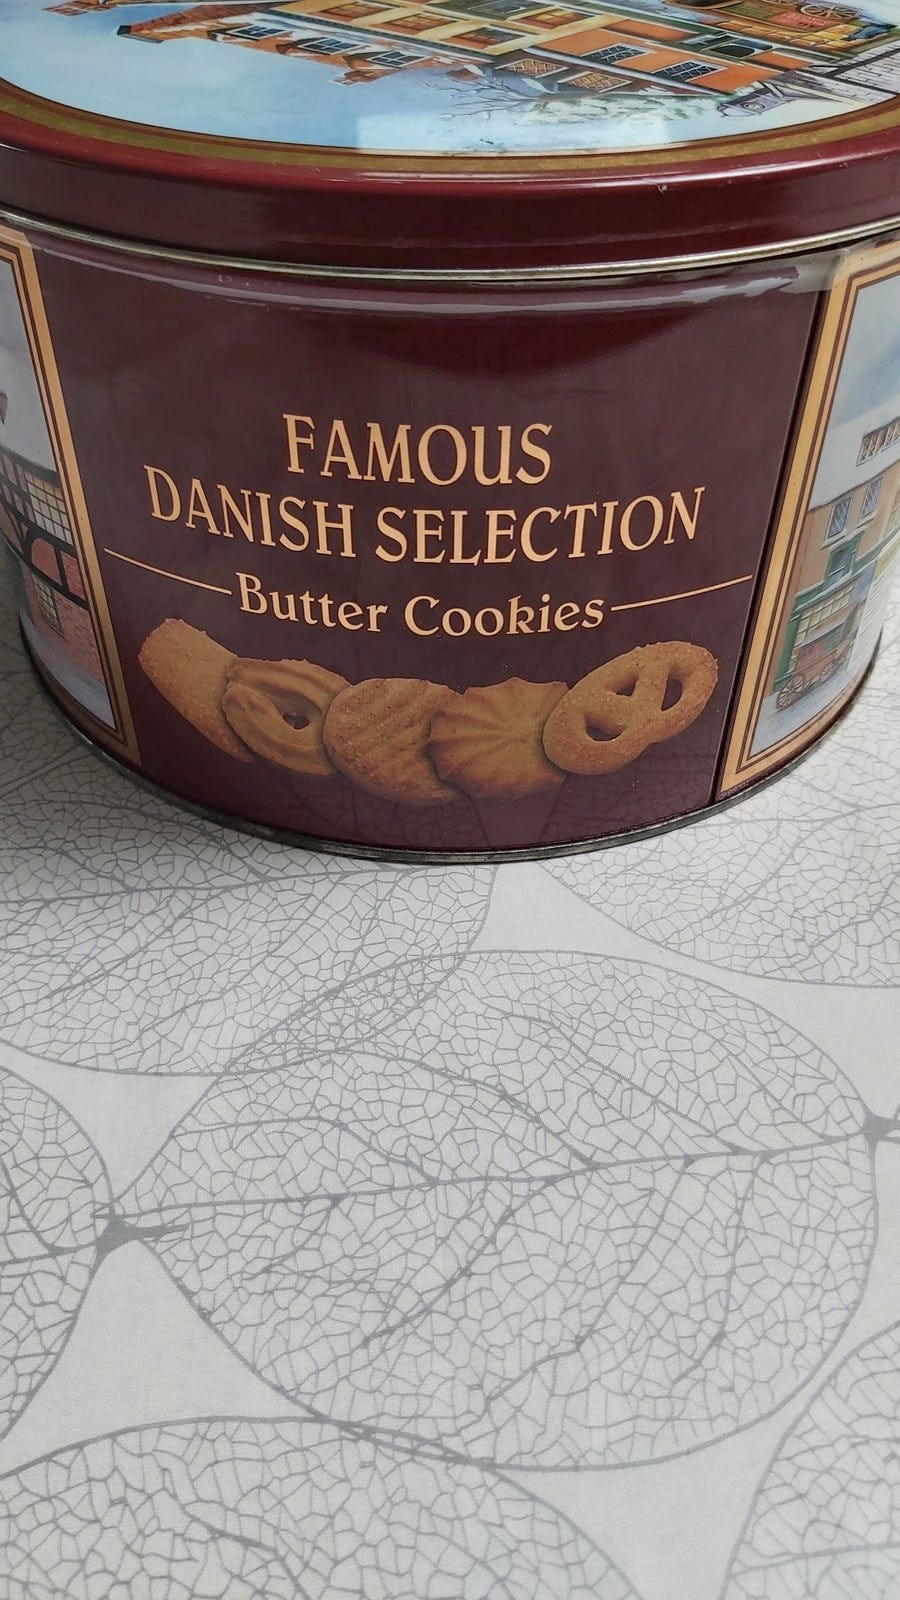 FAMOUS
DANISH SELECTION
Butter Cookies